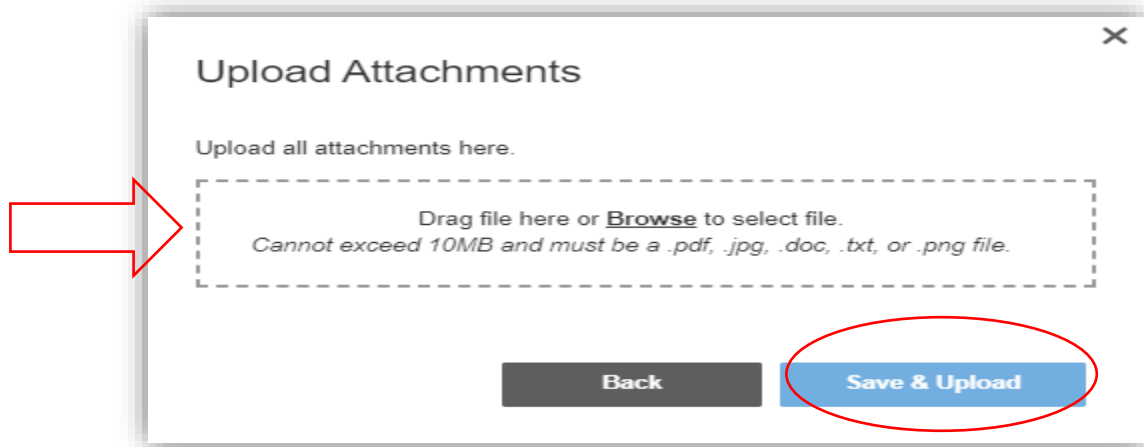 Upload Attachments
Upload all attachments here.
Drag file here or Browse to select file.
Cannot exceed 10MB and must be a .pdf, .jpg, .doc, .txt, or .png file.
Back
Save & Upload